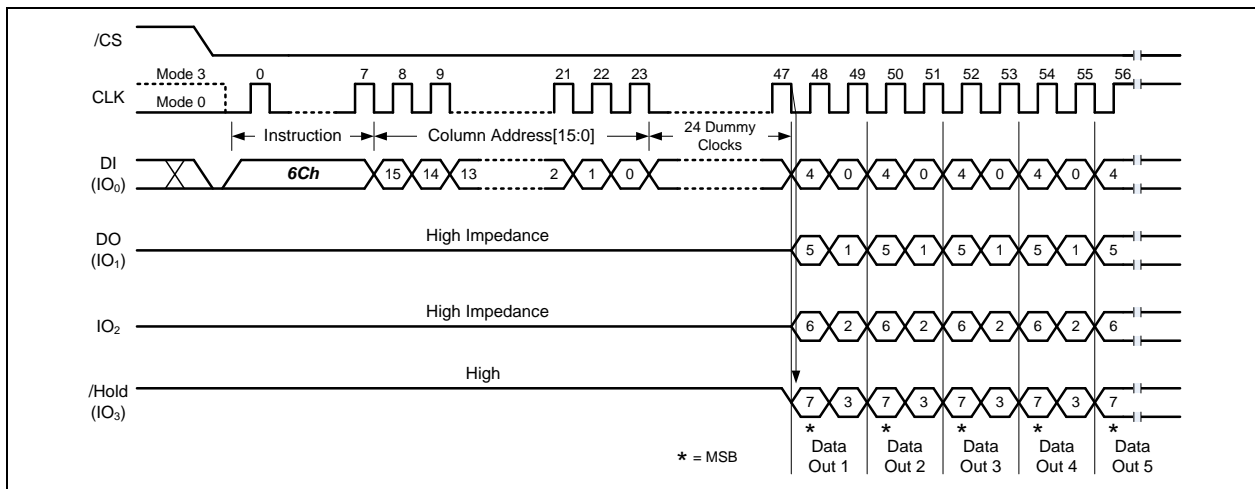 /CS
Mode 3 0 7 8 9 21 22 23 47 48 49 50 51 52 53 54 55 56
CLK
Mode 0
Instruction Column Address[15:0] 24 Dummy
Clocks
DI
(IO0)
6Ch 15 14 13 2 1 0 4 0 4 0 4 0 4 0 4
High Impedance
DO
(IO1)
5 1 5 1 5 1 5 1 5
High Impedance
IO2 6 2 6 2 6 2 6 2 6
High
/Hold
(IO3)
7 3 7 3 7 3 7 3 7
* * * * *
* = MSB
Data
Out 1
Data
Out 2
Data
Out 3
Data
Out 4
Data
Out 5